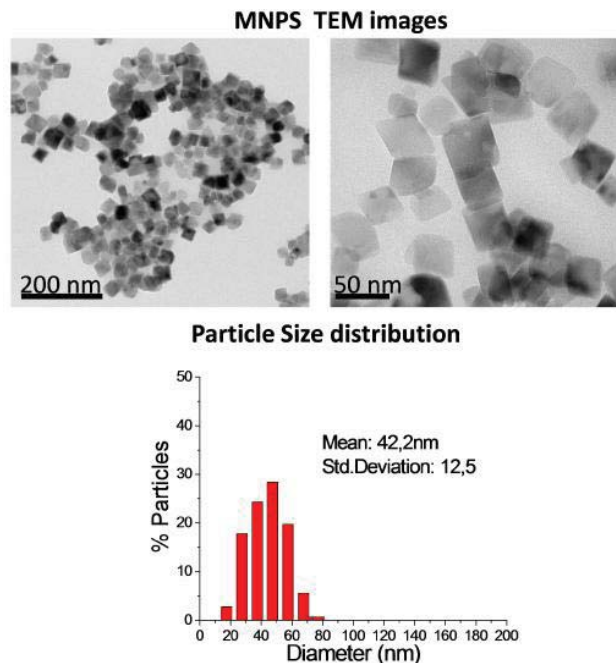 MNPS TEM images
200 nm
50 nm
Particle Size distribution
50
40
30
20
10
0
% Particles
Mean: 42,2nm
Std.Deviation: 12,5
0 20 40 60 80 100 120 140 160 180 200
Diameter (nm)